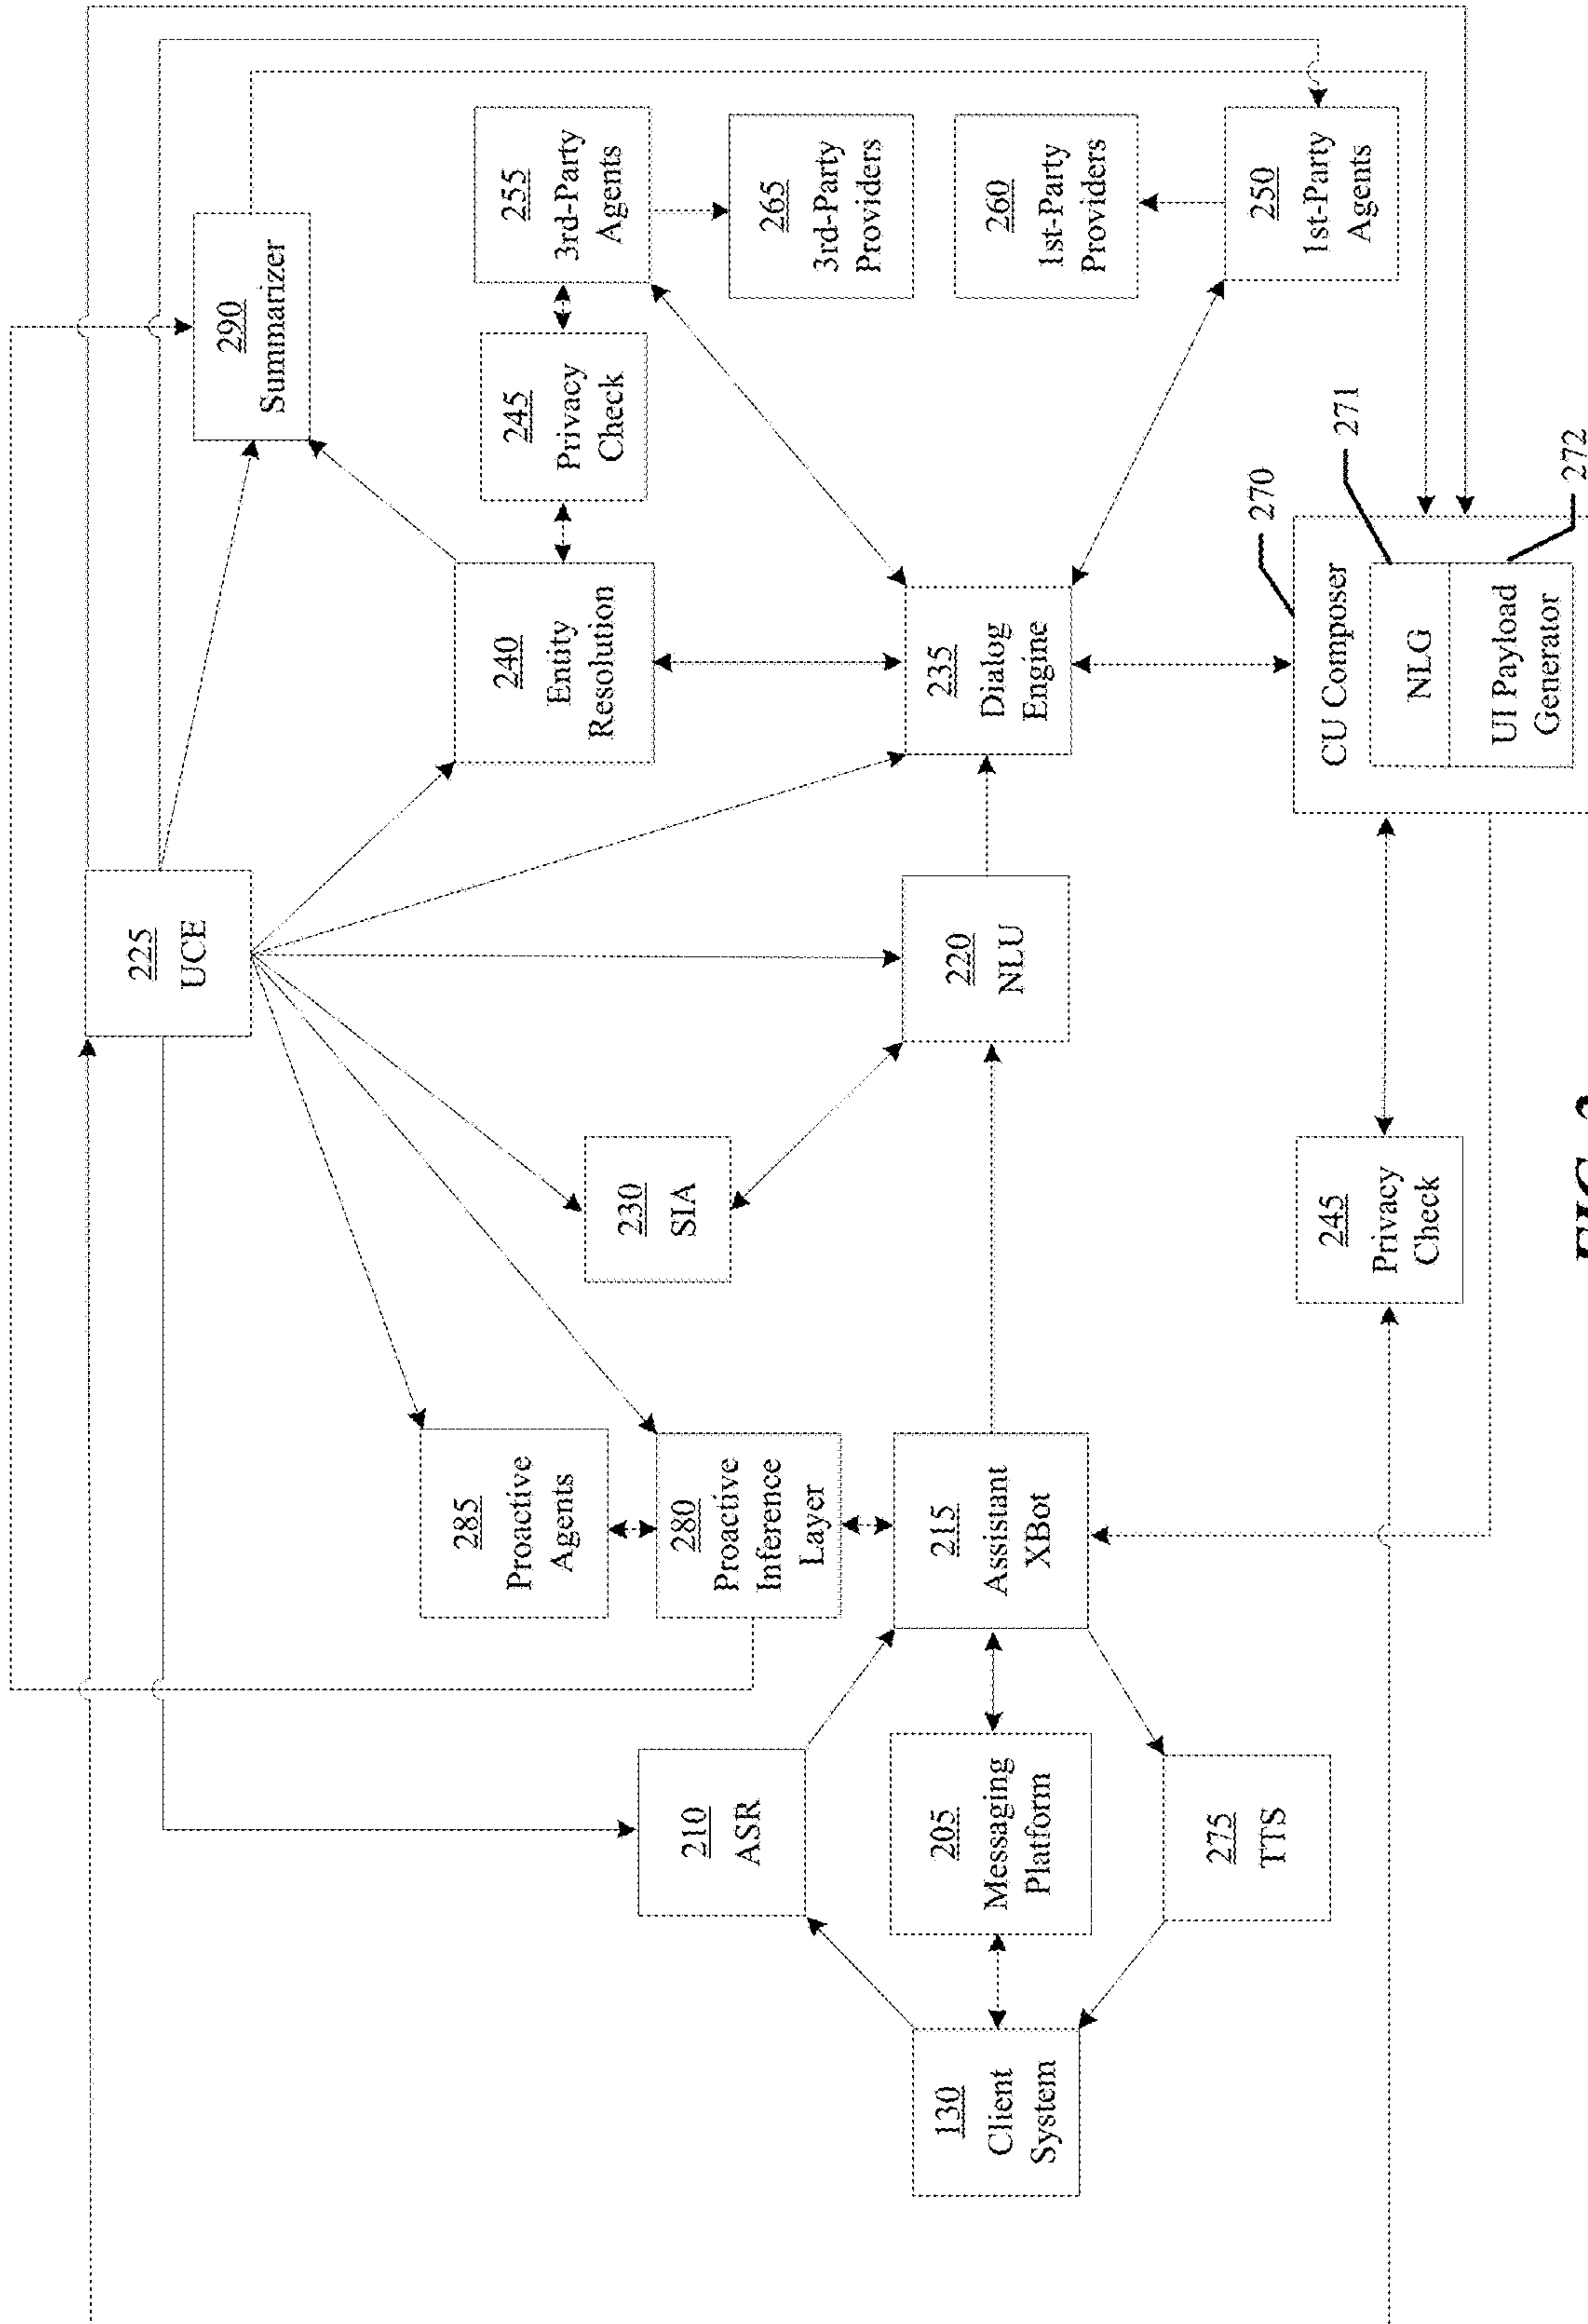 225
UCE
290
Summarizer
285
Proactive
Agents
240
Entity
Resolution
245
Privacy
Check
255
3rd-Party
Agents
210
ASR
280
Proactive
Inference
Layer
230
SIA
265
3rd-Party
Providers
130
Client
System
205
Messaging
Platform
215
Assistant
XBot
220
NLU
235
Dialog
Engine
260
1st-Party
Providers
275
TTS
250
1st-Party
Agents
245
Privacy
Check
270
CU Composer
271
NLG
272
UI Payload
Generator
FIG. 2